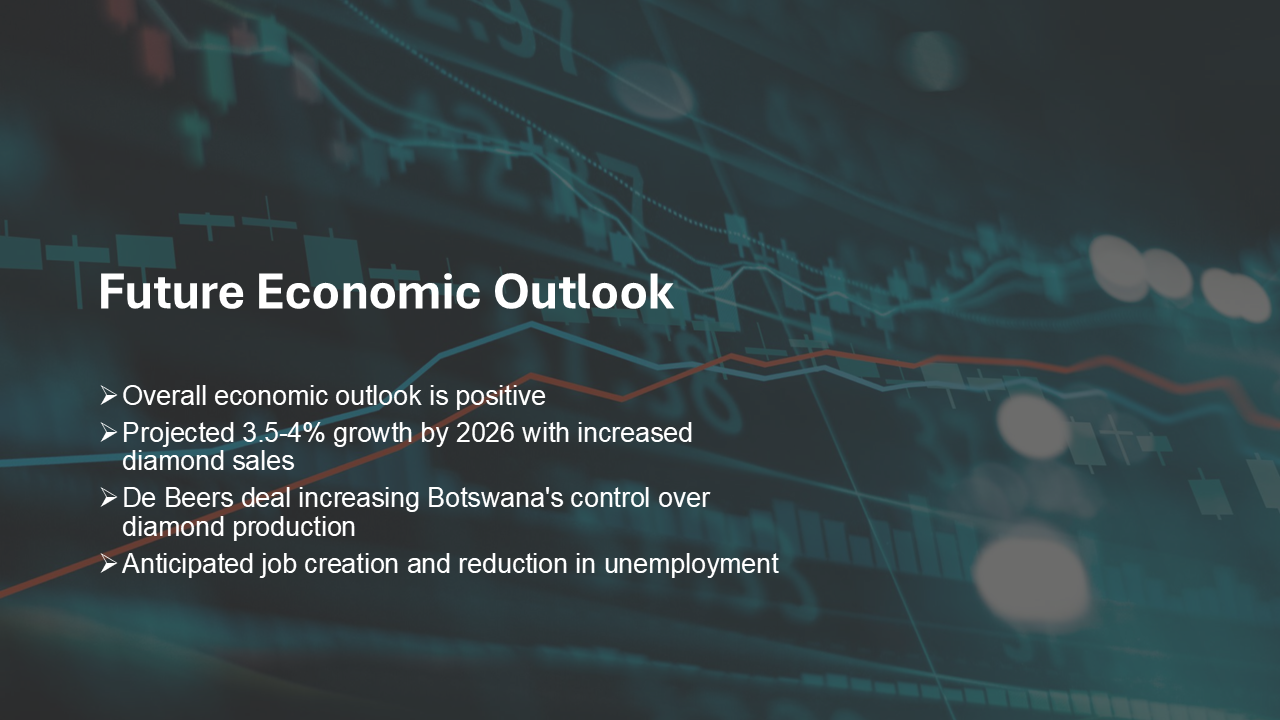 Future Economic Outlook
➢Overall economic outlook is positive
➢Projected 3.5-4% growth by 2026 with increased
diamond sales
➢De Beers deal increasing Botswana's control over
diamond production
➢Anticipated job creation and reduction in unemployment